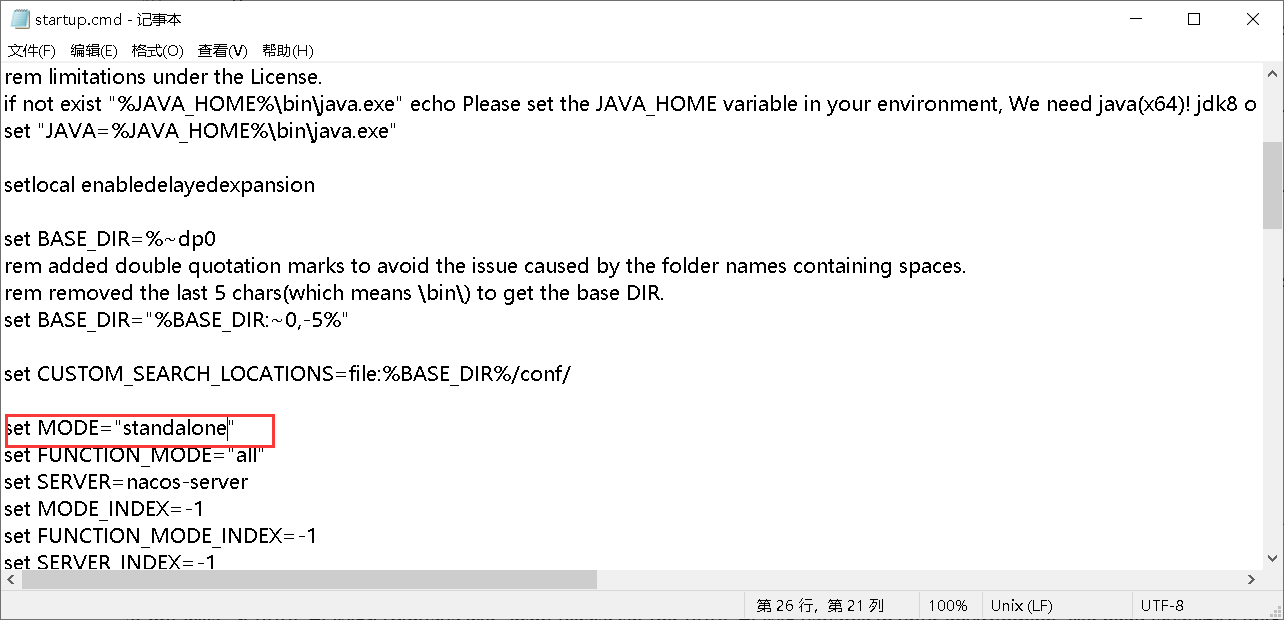 startup.cmd - 记事本
文件(F) 编辑(E) 格式(O) 查看(V) 帮助(H)
rem limitations under the License.
if not exist "%JAVA_HOME%\bin\java.exe" echo Please set the JAVA_HOME variable in your environment, We need java(x64)! jdk8 o
set "JAVA=%JAVA_HOME%\bin\java.exe"
setlocal enabledelayedexpansion
set BASE_DIR=%~dp0
rem added double quotation marks to avoid the issue caused by the folder names containing spaces.
rem removed the last 5 chars(which means \bin\) to get the base DIR.
set BASE_DIR="%BASE_DIR:~0,-5%"
set CUSTOM_SEARCH_LOCATIONS=file:%BASE_DIR%/conf/
set MODE="standalone"
set FUNCTION_MODE="all"
set SERVER=nacos-server
set MODE_INDEX=-1
set FUNCTION_MODE_INDEX=-1
set SERVER_INDEX=-1
第 26 行，第 21 列 100% Unix (LF) UTF-8